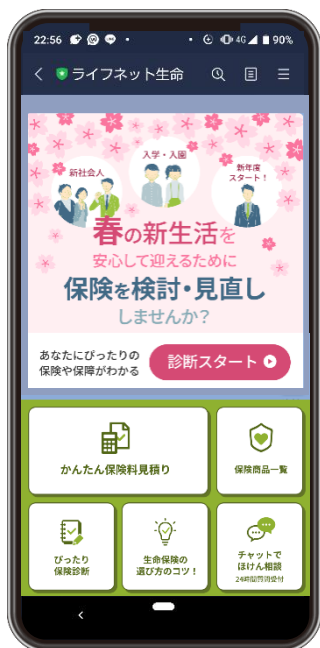 22:56
4G 90%
ライフネット生命
新社会人
入学・入園
新年度
スタート!
春の新生活を
安心して迎えるために
保険を検討・見直し
しませんか?
あなたにぴったりの
保険や保障がわかる
診断スタート
かんたん保険料見積り
保険商品一覧
ぴったり
保険診断
生命保険の
選び方のコツ!
チャットで
ほけん相談
24時間質問受付